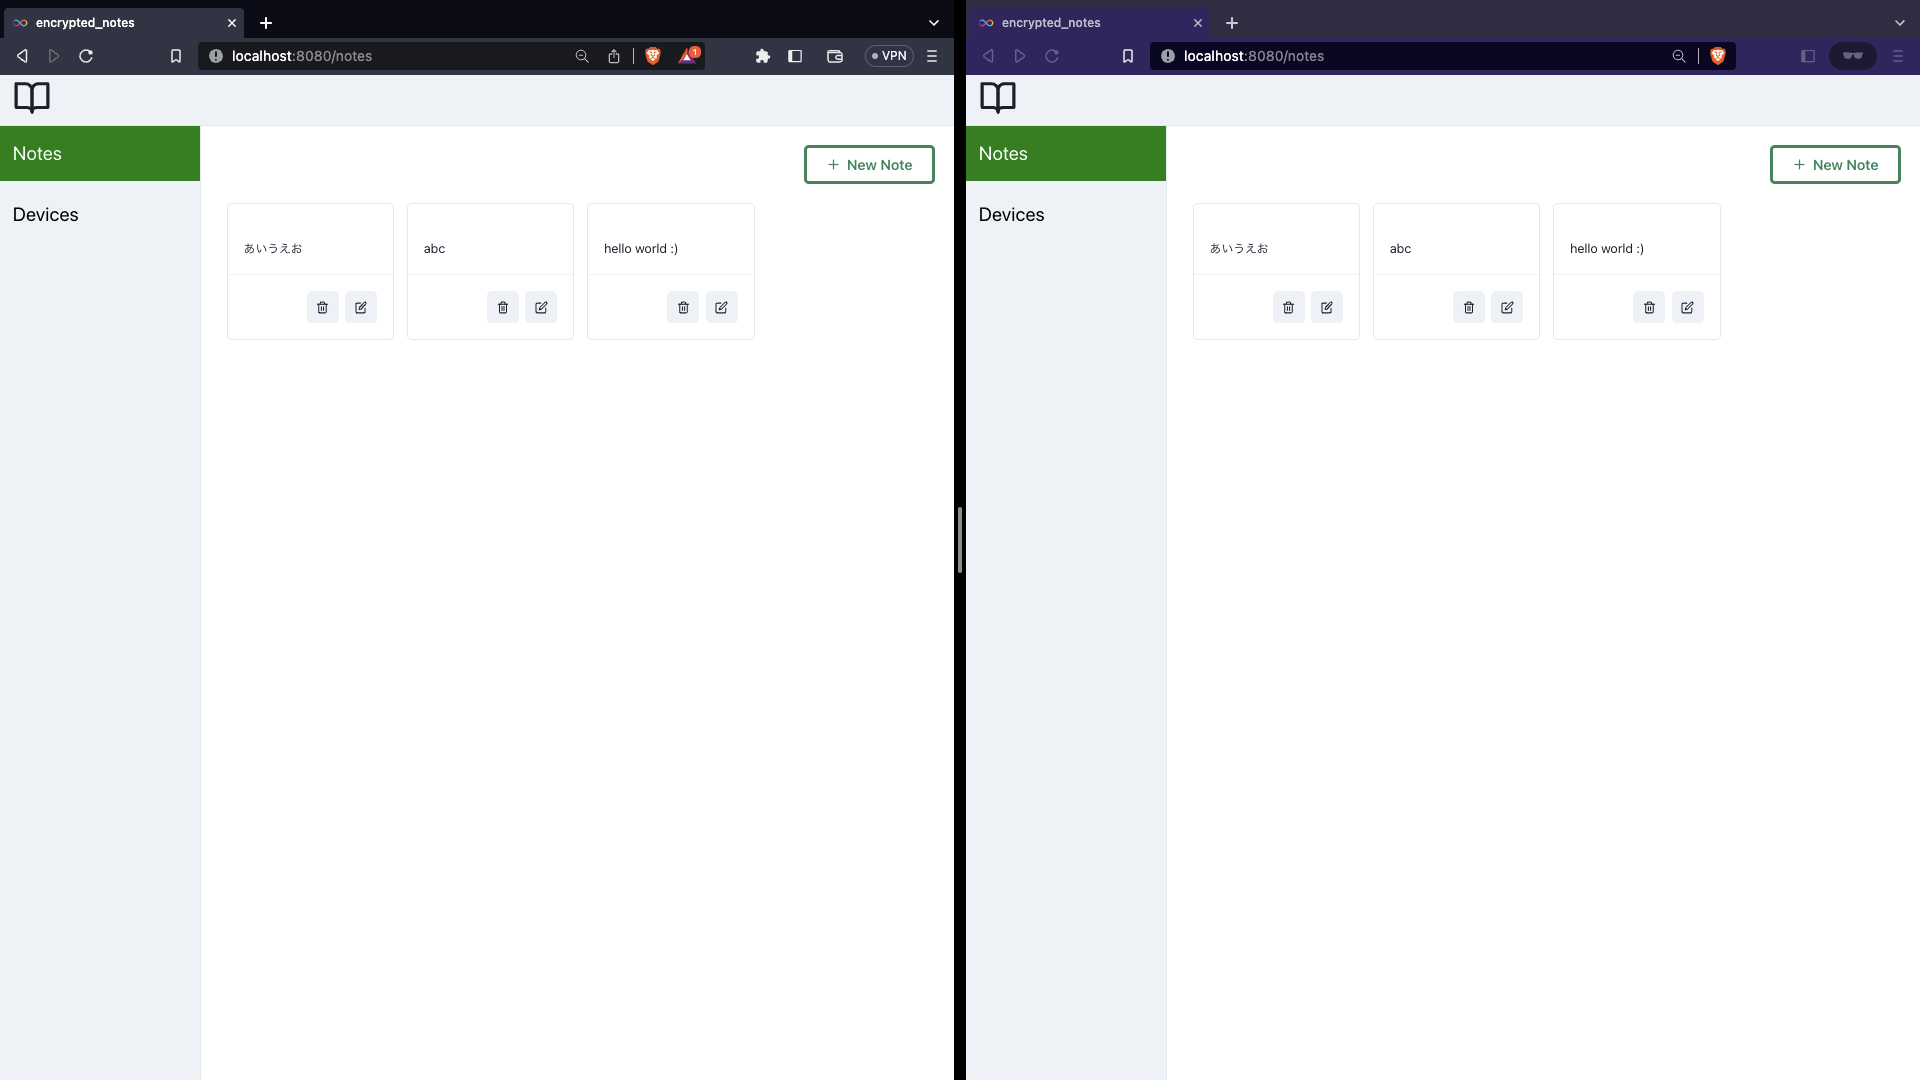 encrypted_notes
localhost:8080/notes
1
VPN
Notes
New Note
Devices
あいうえお
abc
hello world :)
encrypted_notes
localhost:8080/notes
Notes
New Note
Devices
あいうえお
abc
hello world :)